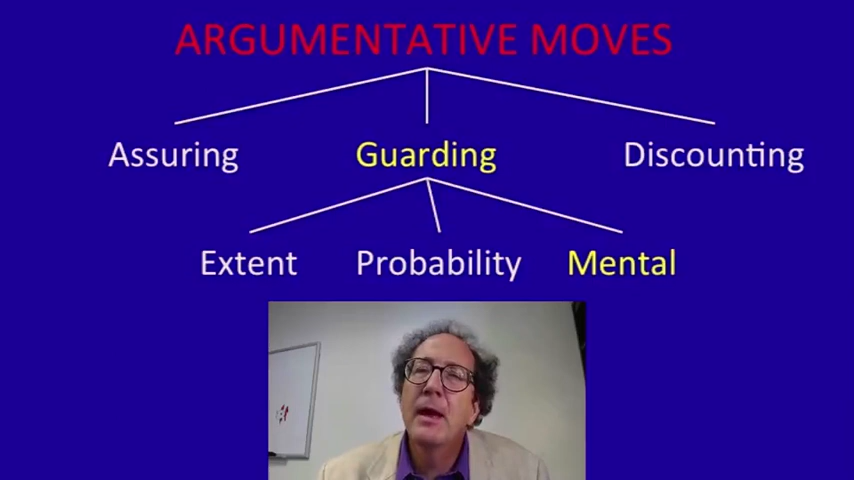 ARGUMENTATIVE MOVES
Assuring Guarding Discounting
Extent Probability Mental